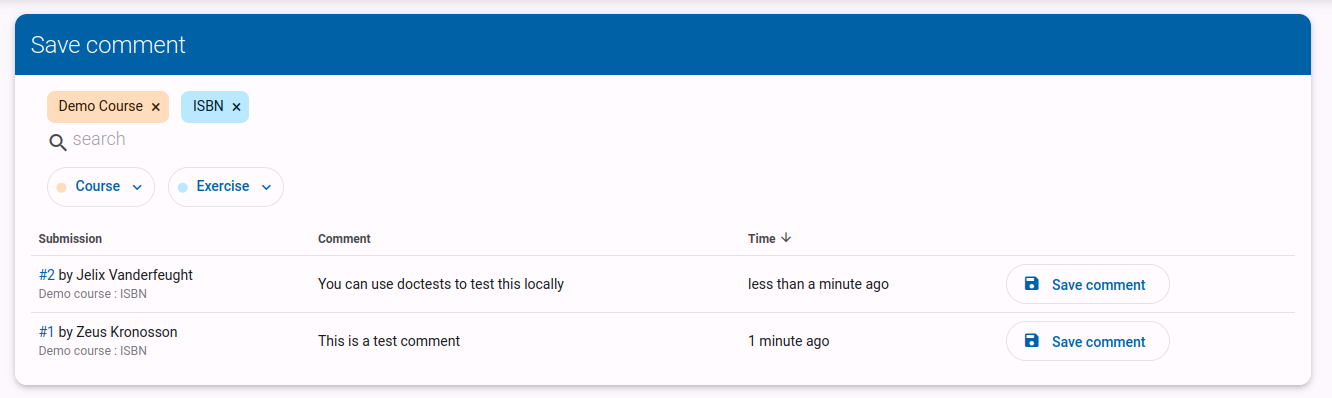 Save comment
Demo Course × ISBN ×
search
Course Exercise
Submission Comment Time ↓
#2 by Jelix Vanderfeught You can use doctests to test this locally less than a minute ago Save comment
Demo course : ISBN
#1 by Zeus Kronosson This is a test comment 1 minute ago Save comment
Demo course : ISBN